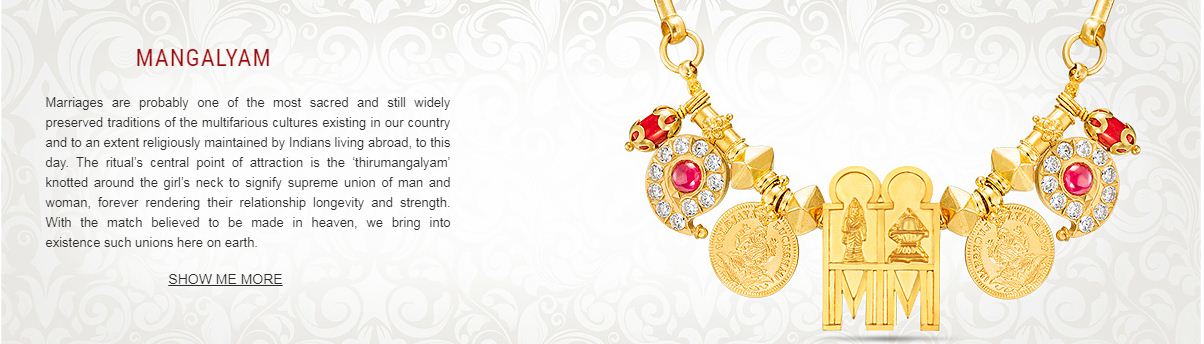 MANGALYAM
Marriages are probably one of the most sacred and still widely
preserved traditions of the multifarious cultures existing in our country
and to an extent religiously maintained by Indians living abroad, to this
day. The ritual's central point of attraction is the ‘thirumangalyam’
knotted around the girl's neck to signify supreme union of man and
woman, forever rendering their relationship longevity and strength.
With the match believed to be made in heaven, we bring into
existence such unions here on earth.
SHOW ME MORE